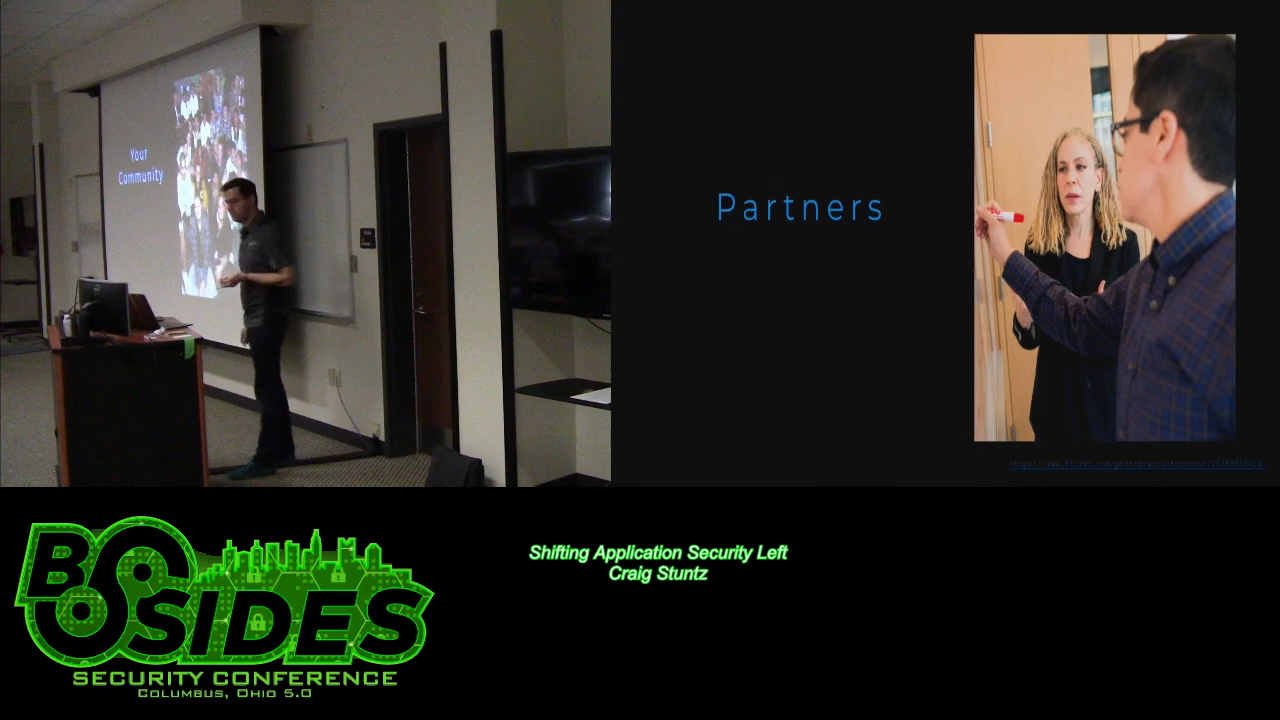 Your
Community
Partners
BSIDES
SECURITY CONFERENCE
COLUMBUS, OHIO 5.0
Shifting Application Security Left
Craig Stuntz